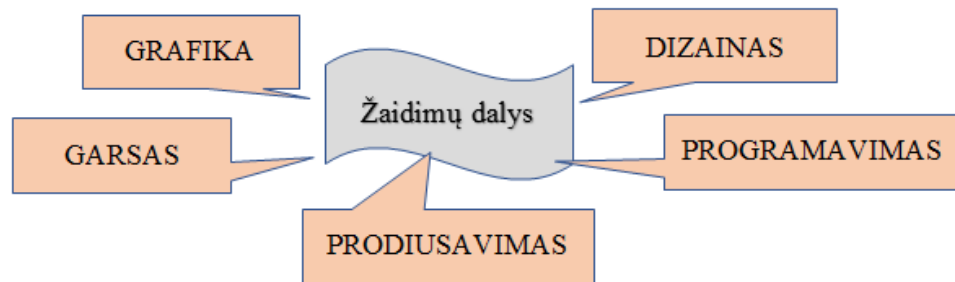 GRAFIKA
DIZAINAS
Žaidimų dalys
GARSAS
PROGRAMAVIMAS
PRODIUSAVIMAS